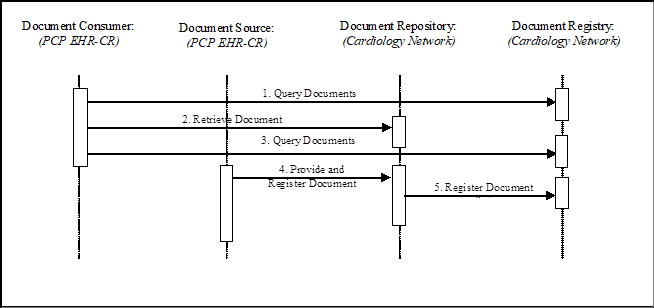 Document Consumer:
(PCP EHR-CR)
Document Source:
(PCP EHR-CR)
Document Repository:
(Cardiology Network)
Document Registry:
(Cardiology Network)
1. Query Documents
2. Retrieve Document
3. Query Documents
4. Provide and
Register Document
5. Register Document